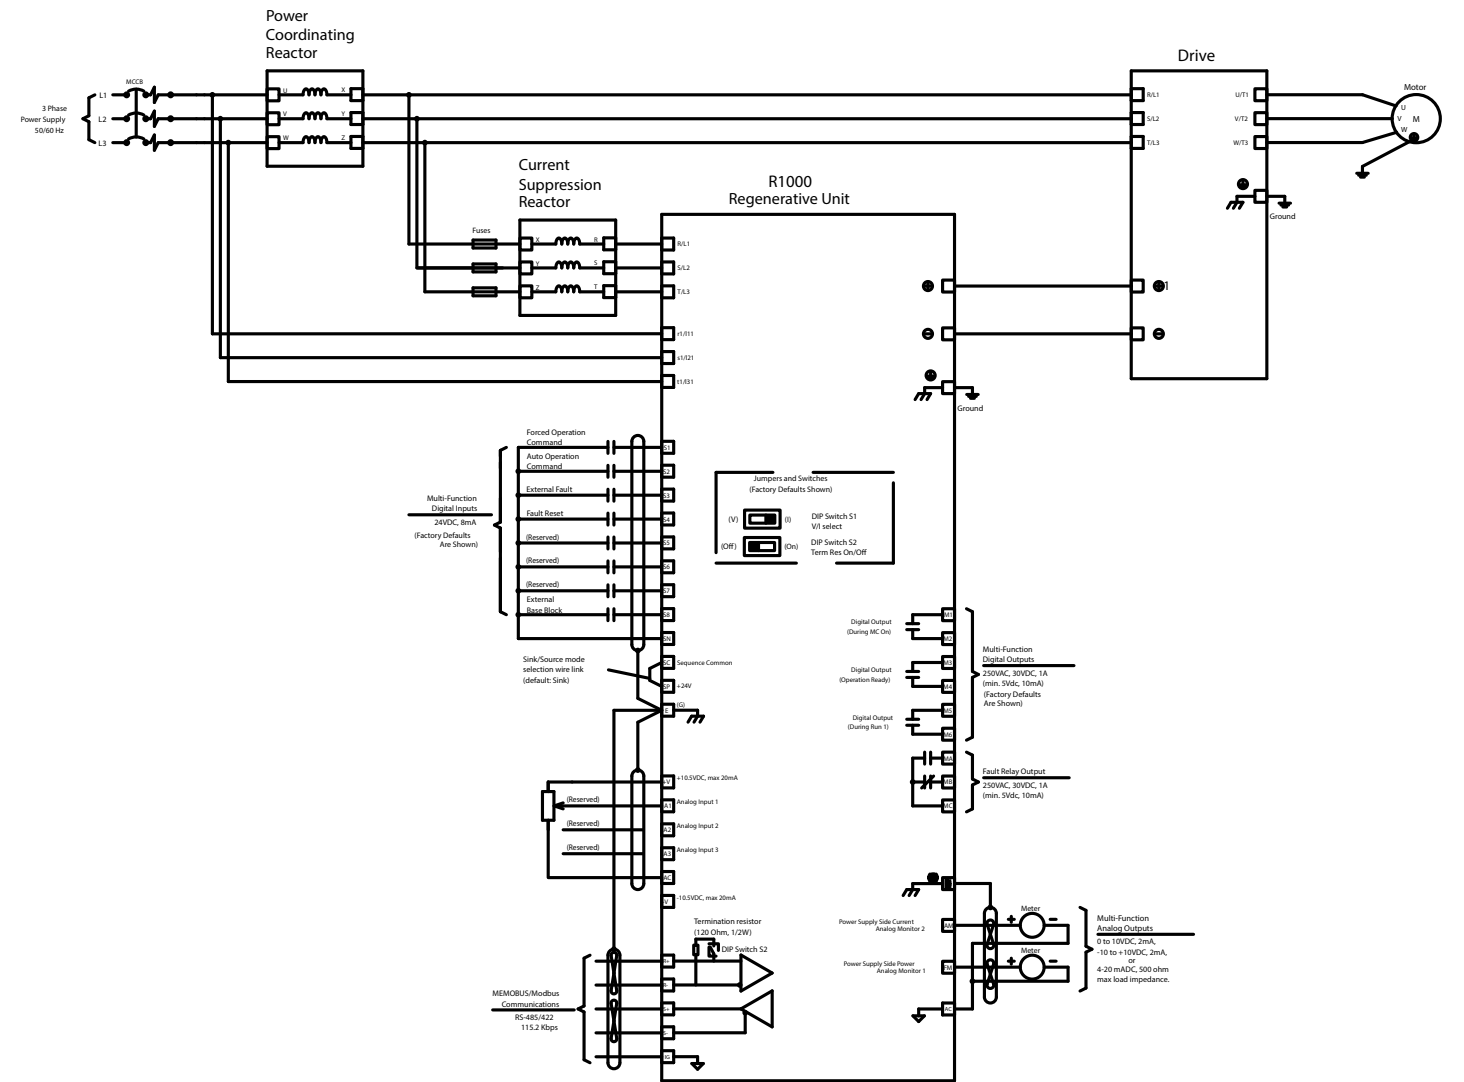 Power
Coordinating
Reactor
Drive
MCCB
3 Phase
Power Supply
50/60 Hz
L1
L2
L3
U
X
V
Y
W
Z
R/L1
S/L2
T/L3
U/T1
V/T2
W/T3
Motor
U
V
W
M
Ground
1
Current
Suppression
Reactor
Fuses
X
R
Y
S
Z
T
R1000
Regenerative Unit
R/L1
S/L2
T/L3
r1/l11
s1/l21
t1/l31
Ground
Forced Operation
Command
Auto Operation
Command
External Fault
Fault Reset
(Reserved)
(Reserved)
(Reserved)
External
Base Block
Multi-Function
Digital Inputs
24VDC, 8mA
(Factory Defaults
Are Shown)
S1
S2
S3
S4
S5
S6
S7
S8
SN
SC
Sequence Common
SP
+24V
E
(G)
Sink/Source mode
selection wire link
(default: Sink)
Jumpers and Switches
(Factory Defaults Shown)
(V)
(I)
DIP Switch S1
V/I select
(Off)
(On)
DIP Switch S2
Term Res On/Off
Digital Output
(During MC On)
Digital Output
(Operation Ready)
Digital Output
(During Run 1)
M1
M2
M3
M4
M5
M6
MA
MB
MC
Multi-Function
Digital Outputs
250VAC, 30VDC, 1A
(min. 5Vdc, 10mA)
(Factory Defaults
Are Shown)
Fault Relay Output
250VAC, 30VDC, 1A
(min. 5Vdc, 10mA)
+V
+10.5VDC, max 20mA
(Reserved)
A1
Analog Input 1
(Reserved)
A2
Analog Input 2
(Reserved)
A3
Analog Input 3
AC
V
-10.5VDC, max 20mA
Termination resistor
(120 Ohm, 1/2W)
DIP Switch S2
R+
R-
S+
S-
IG
MEMOBUS/Modbus
Communications
RS-485/422
115.2 Kbps
Power Supply Side Current
Analog Monitor 2
AM
Power Supply Side Power
Analog Monitor 1
FM
AC
Meter
+
-
Meter
+
-
Multi-Function
Analog Outputs
0 to 10VDC, 2mA,
-10 to +10VDC, 2mA,
or
4-20 mADC, 500 ohm
max load impedance.